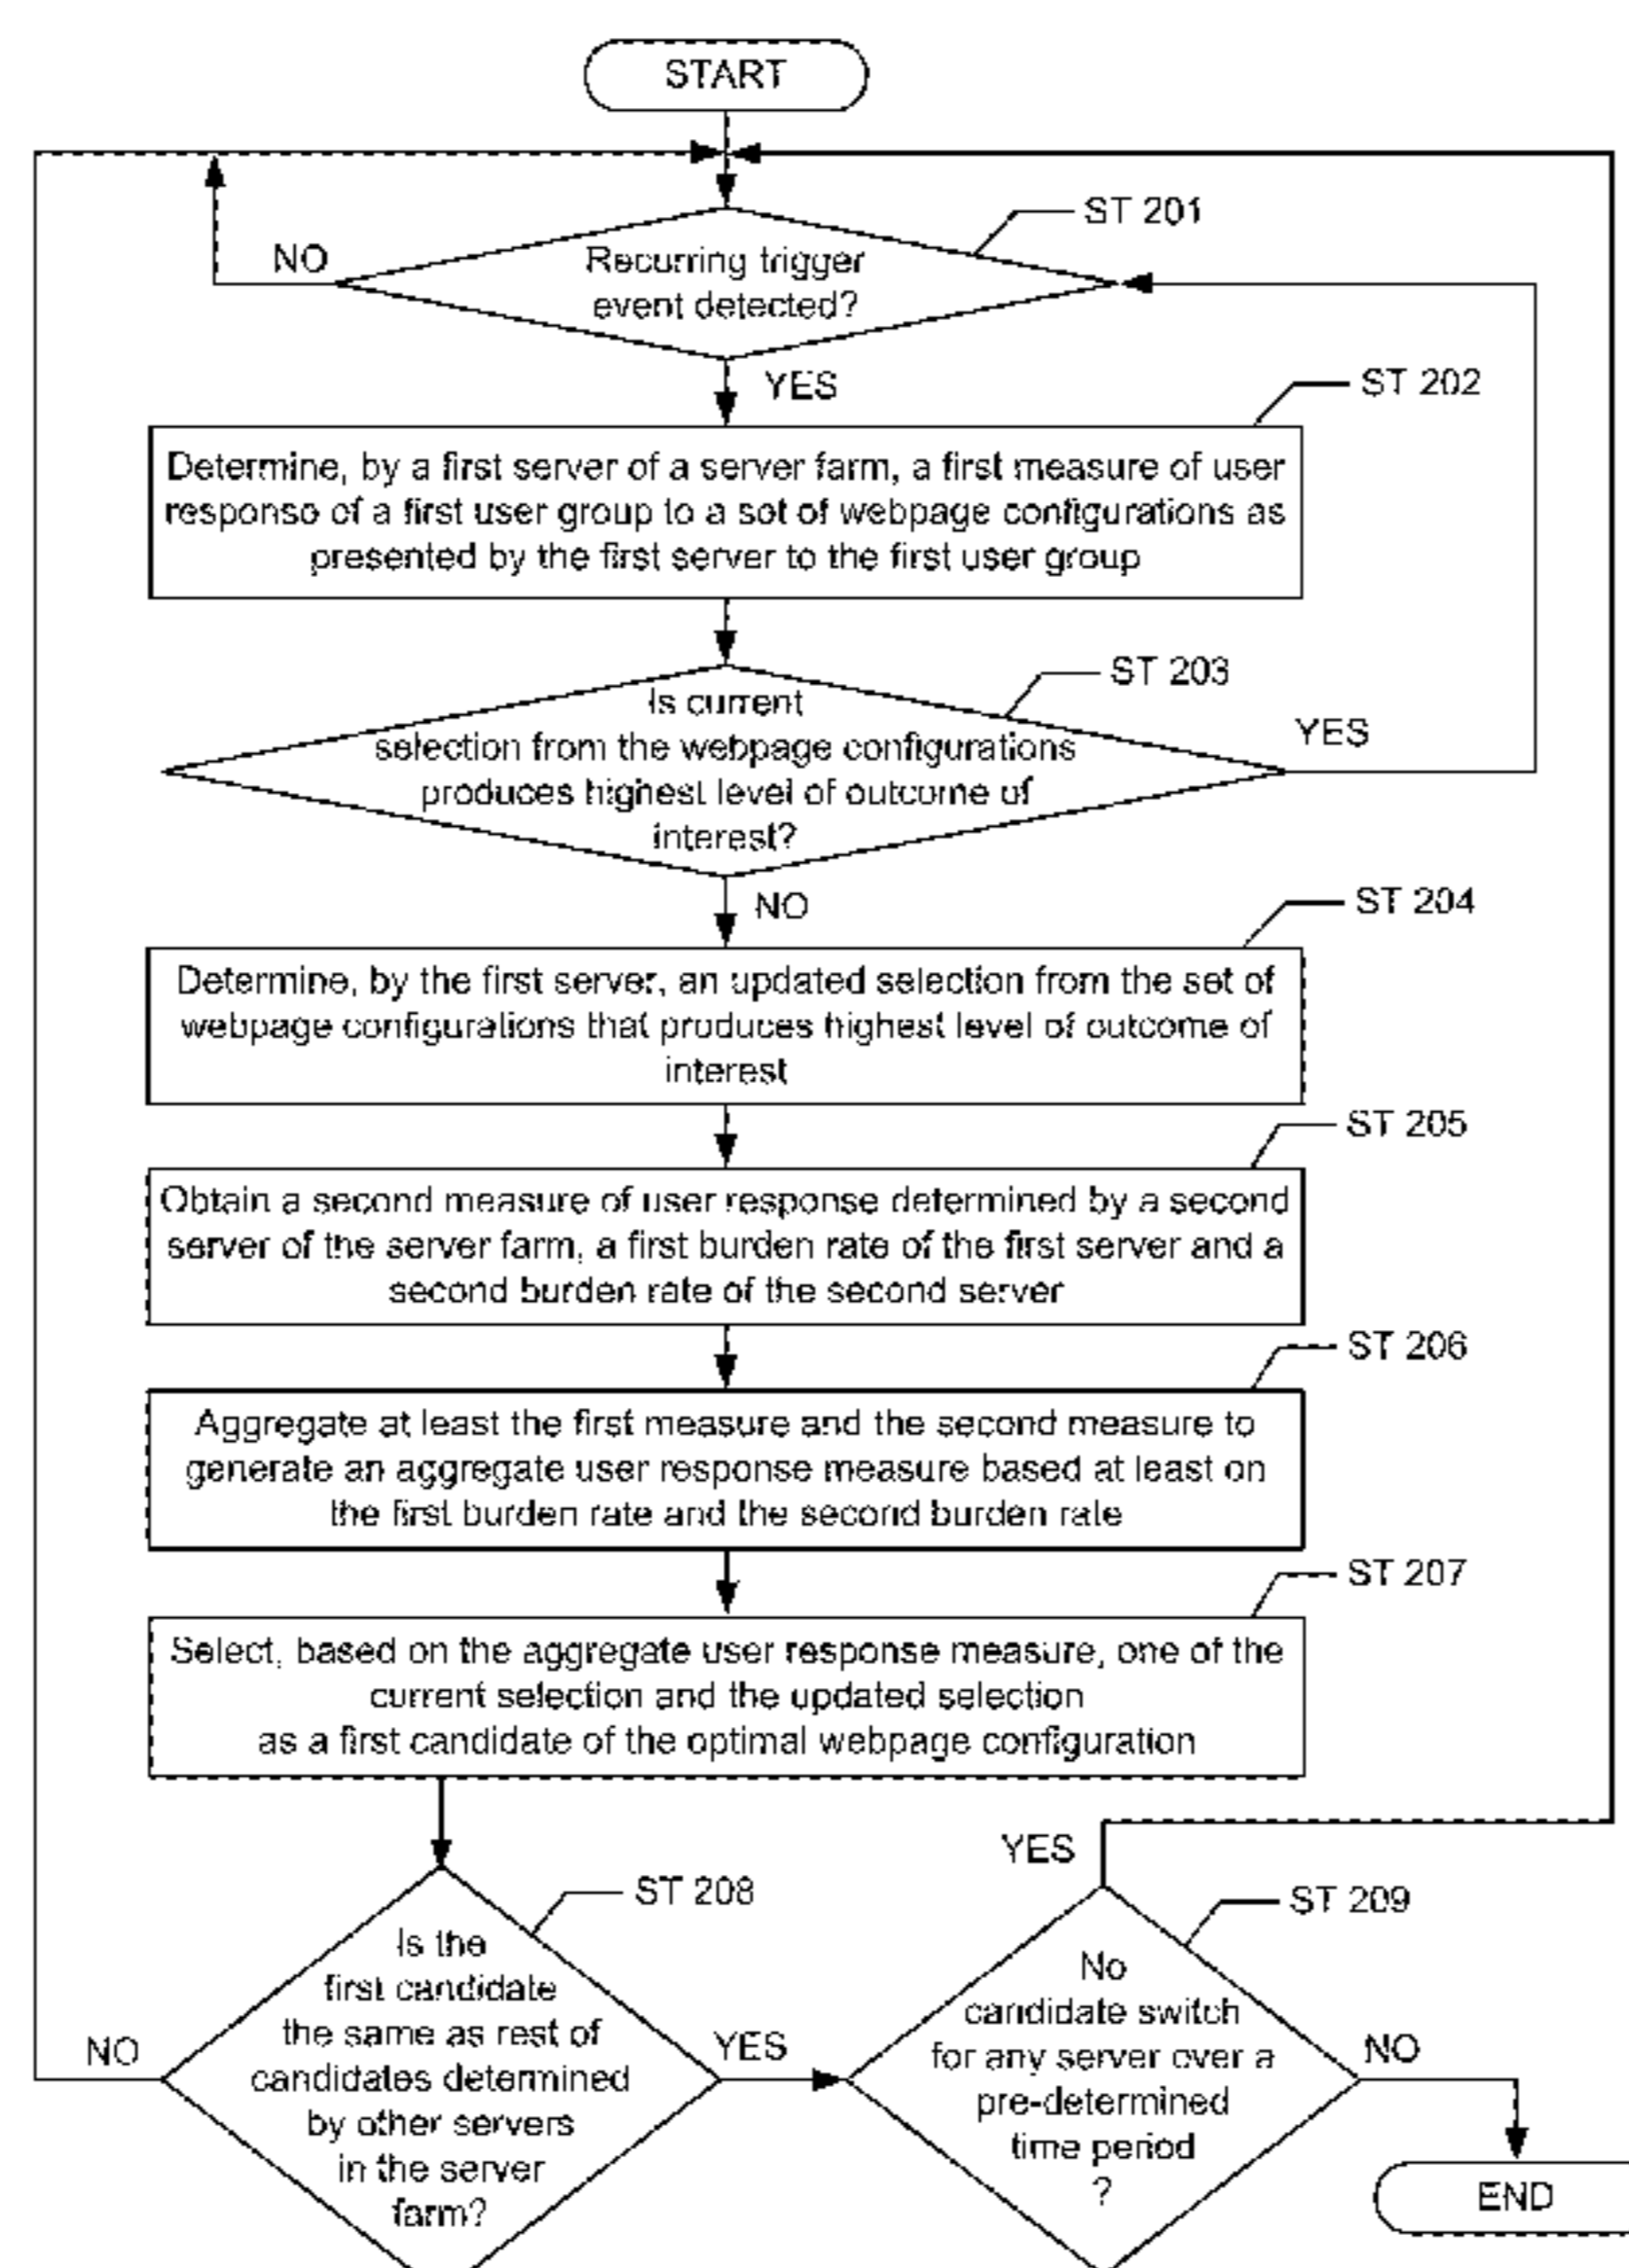 START
ST 201
NO
Recurring trigger
event detected?
YES
ST 202
Determine, by a first server of a server farm, a first measure of user
response of a first user group to a set of webpage configurations as
presented by the first server to the first user group
ST 203
Is current
selection from the webpage configurations
produces highest level of outcome of
interest?
YES
NO
ST 204
Determine, by the first server, an updated selection from the set of
webpage configurations that produces highest level of outcome of
interest
ST 205
Obtain a second measure of user response determined by a second
server of the server farm, a first burden rate of the first server and a
second burden rate of the second server
ST 206
Aggregate at least the first measure and the second measure to
generate an aggregate user response measure based at least on
the first burden rate and the second burden rate
ST 207
Select, based on the aggregate user response measure, one of the
current selection and the updated selection
as a first candidate of the optimal webpage configuration
ST 208
Is the
first candidate
the same as rest of
candidates determined
by other servers
in the server
farm?
NO
YES
YES
ST 209
No
candidate switch
for any server over a
pre-determined
time period
?
NO
END